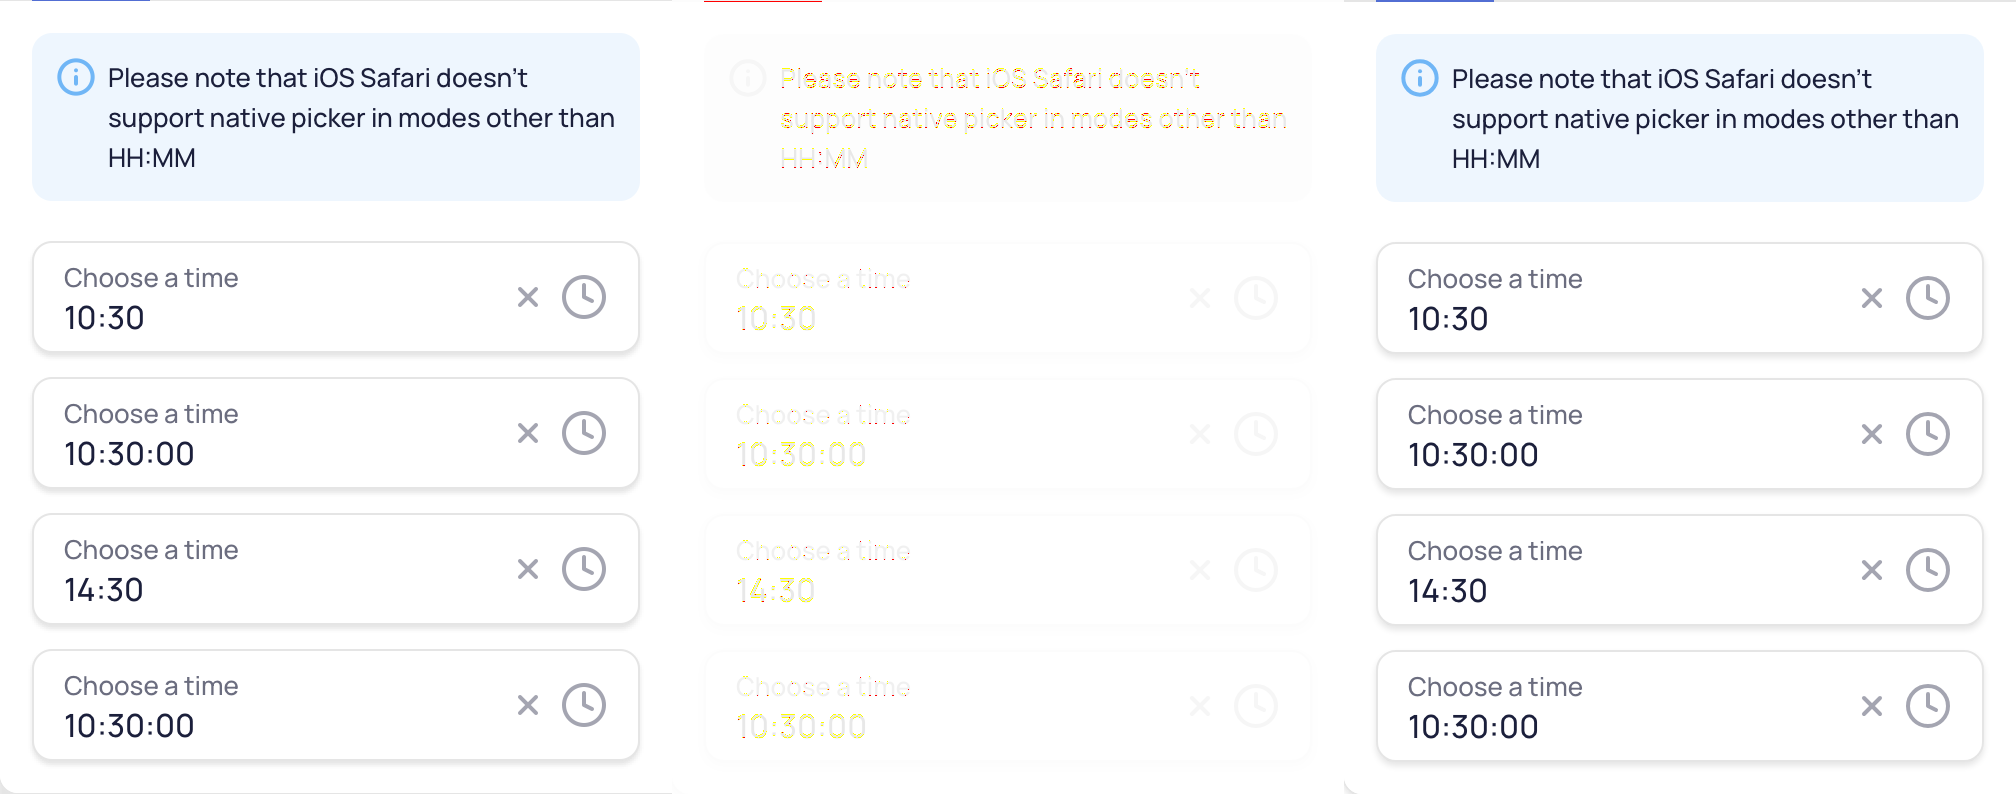 Please note that iOS Safari doesn't
support native picker in modes other than
HH:MM
Choose a time
10:30
Choose a time
10:30:00
Choose a time
14:30
Choose a time
10:30:00
Please note that iOS Safari doesn't
support native picker in modes other than
HH:MM
Choose a time
10:30
Choose a time
10:30:00
Choose a time
14:30
Choose a time
10:30:00
Please note that iOS Safari doesn't
support native picker in modes other than
HH:MM
Choose a time
10:30
Choose a time
10:30:00
Choose a time
14:30
Choose a time
10:30:00